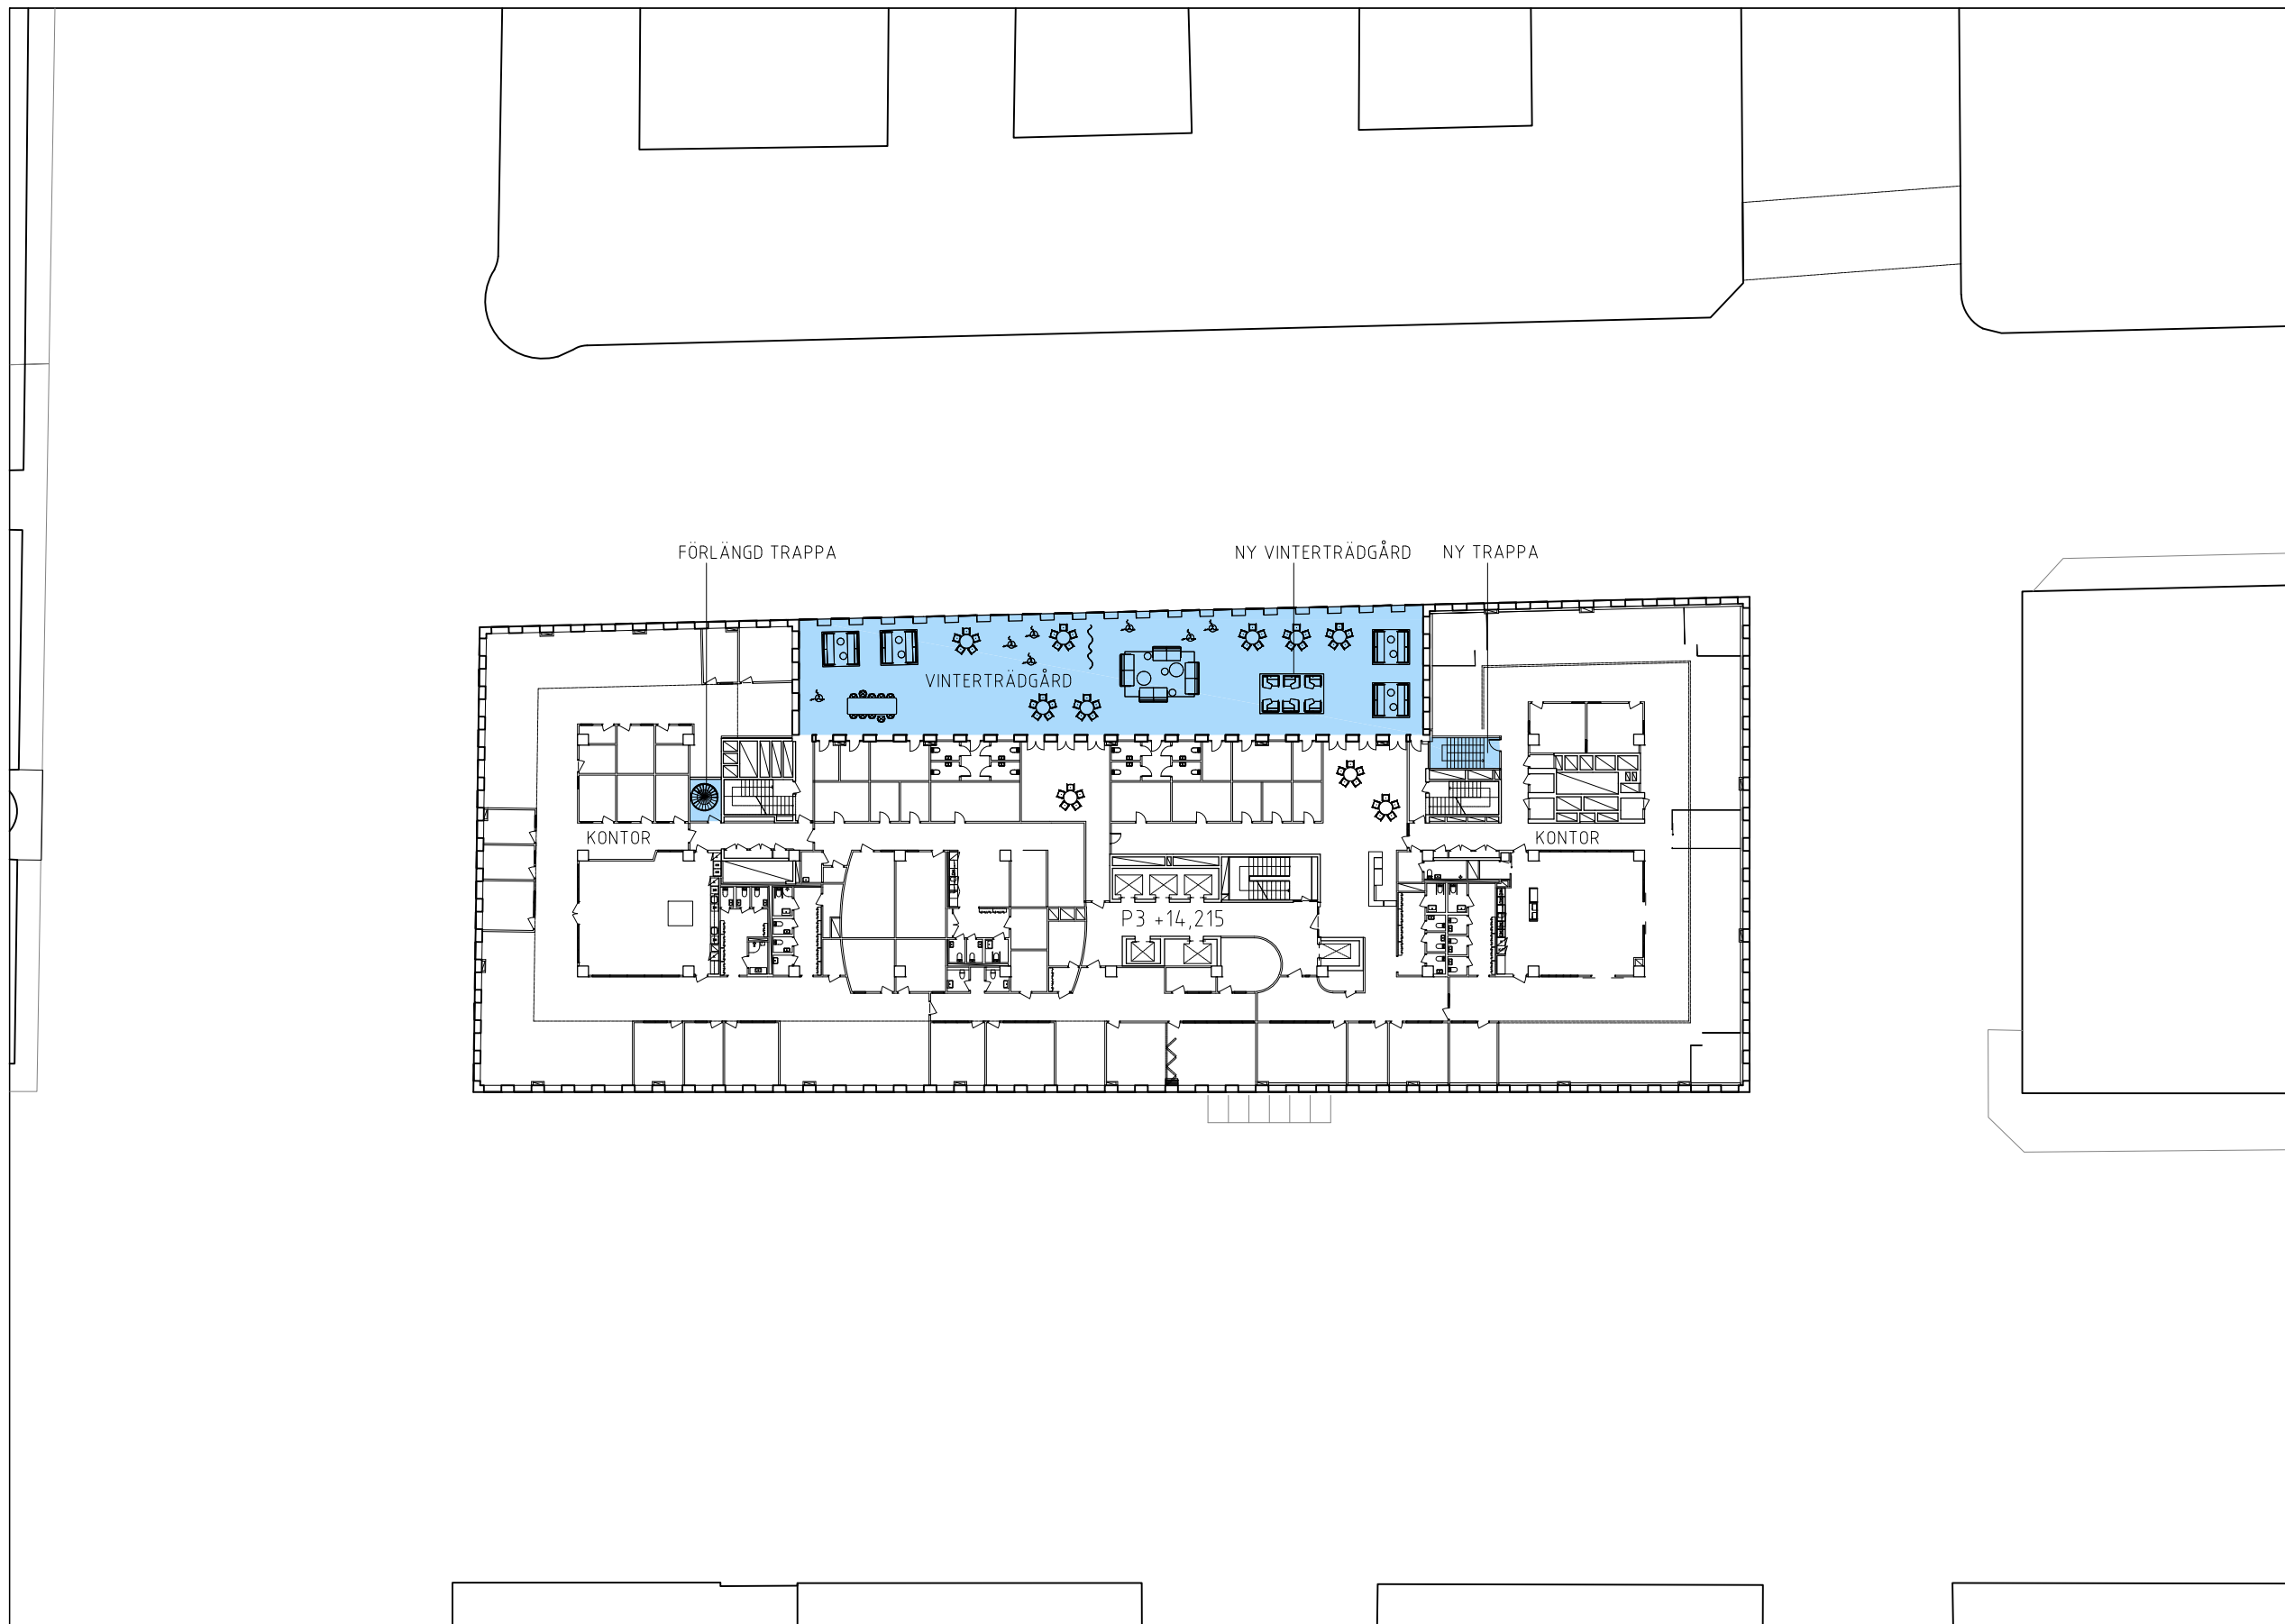 FÖRLÄNGD TRAPPA
NY VINTERTRÄDGÅRD
NY TRAPPA
VINTERTRÄDGÅRD
KONTOR
KONTOR
P3 +14,215